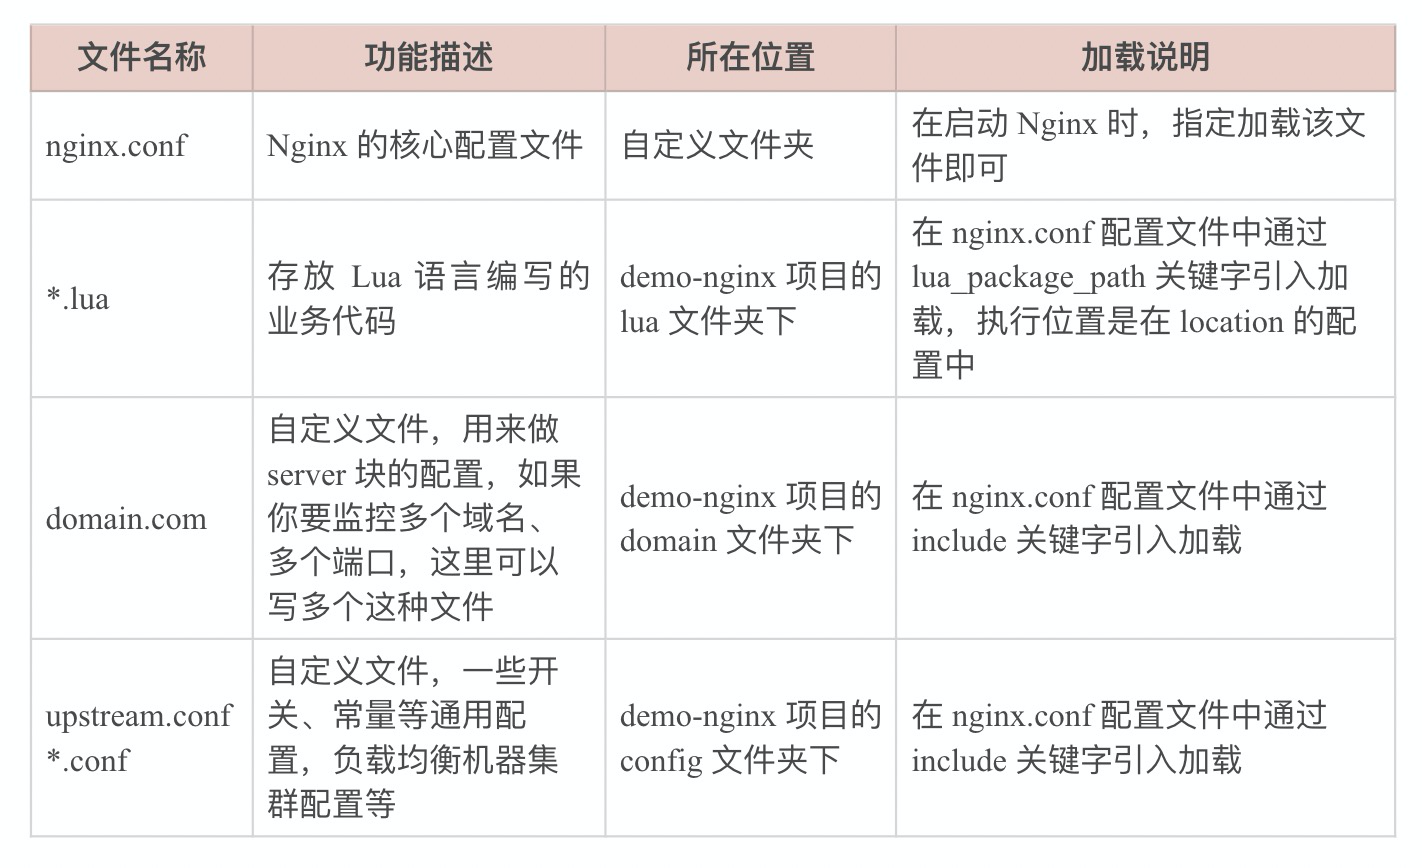 文件名称
功能描述
所在位置
加载说明
nginx.conf
Nginx 的核心配置文件
自定义文件夹
在启动 Nginx 时，指定加载该文
件即可
*.lua
存放 Lua 语言编写的
业务代码
demo-nginx 项目的
lua 文件夹下
在 nginx.conf 配置文件中通过
lua_package_path 关键字引入加
载，执行位置是在 location 的配
置中
domain.com
自定义文件，用来做
server 块的配置，如果
你要监控多个域名、
多个端口，这里可以
写多个这种文件
demo-nginx 项目的
domain 文件夹下
在 nginx.conf 配置文件中通过
include 关键字引入加载
upstream.conf
*.conf
自定义文件，一些开
关、常量等通用配
置，负载均衡机器集
群配置等
demo-nginx 项目的
config 文件夹下
在 nginx.conf 配置文件中通过
include 关键字引入加载